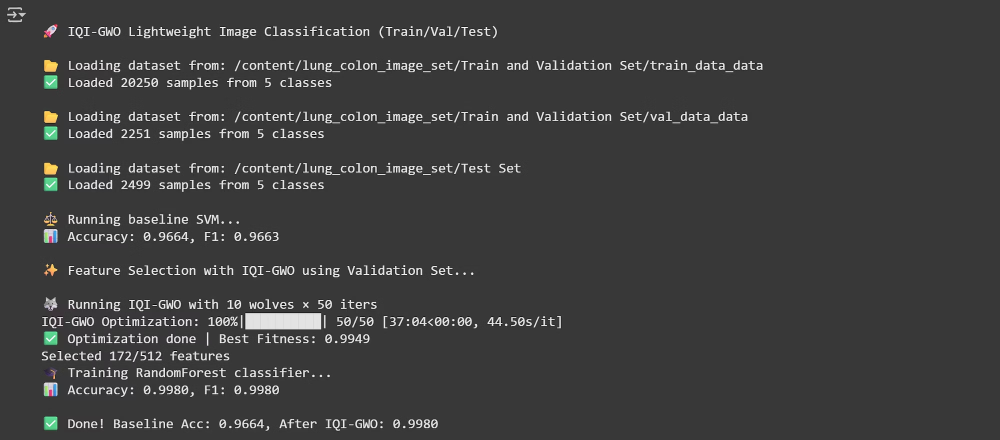 🚀 IQI-GWO Lightweight Image Classification (Train/Val/Test)
📂 Loading dataset from: /content/lung_colon_image_set/Train and Validation Set/train_data_data
✅ Loaded 20250 samples from 5 classes
📂 Loading dataset from: /content/lung_colon_image_set/Train and Validation Set/val_data_data
✅ Loaded 2251 samples from 5 classes
📂 Loading dataset from: /content/lung_colon_image_set/Test Set
✅ Loaded 2499 samples from 5 classes
⚖️ Running baseline SVM...
📊 Accuracy: 0.9664, F1: 0.9663
✨ Feature Selection with IQI-GWO using Validation Set...
🐺 Running IQI-GWO with 10 wolves × 50 iters
IQI-GWO Optimization: 100%|██████████| 50/50 [37:04<00:00, 44.50s/it]
✅ Optimization done | Best Fitness: 0.9949
Selected 172/512 features
🎓 Training RandomForest classifier...
📊 Accuracy: 0.9980, F1: 0.9980
✅ Done! Baseline Acc: 0.9664, After IQI-GWO: 0.9980